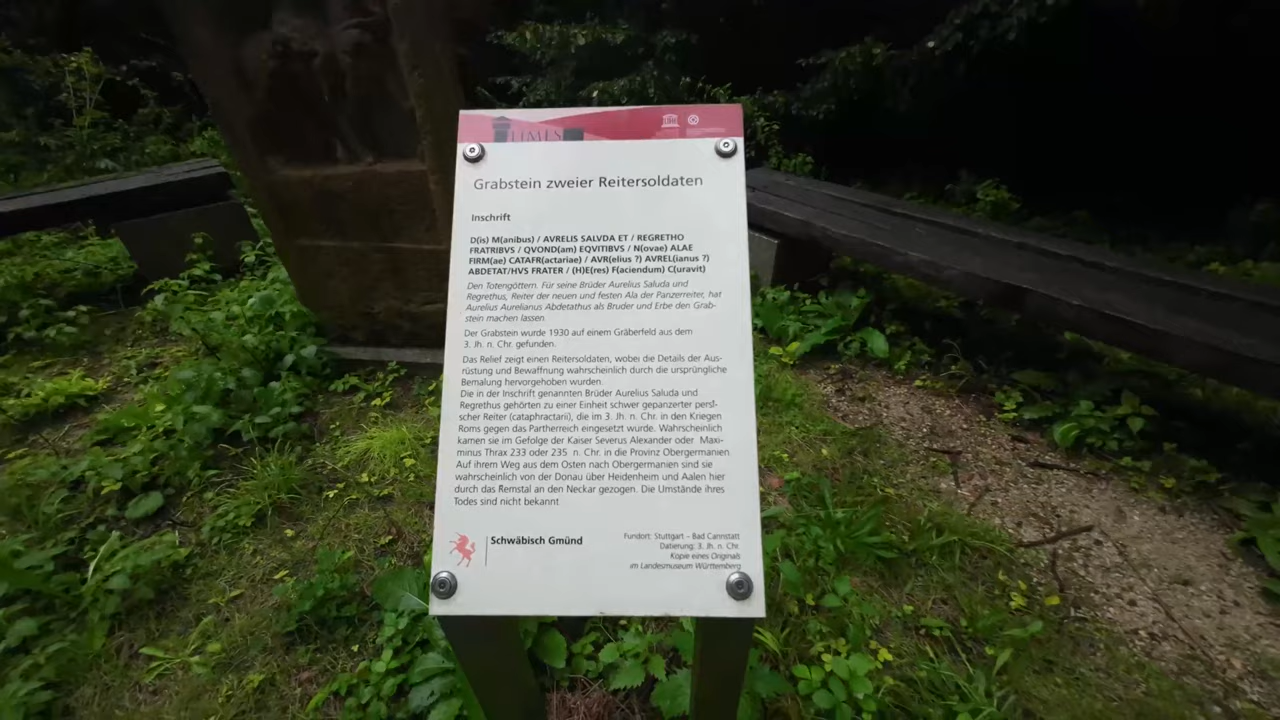 LIMES
Grabstein zweier Reitersoldaten
Inschrift
D(is) M(anibus) / AVRELIS SALVDA ET / REGRETHO
FRATRIBVS / QVOND(am) EQVITIBVS / N(ovae) ALAE
FIRM(ae) CATAFR(actariae) / AVR(elius ?) AVREL(ianus ?)
ABDETAT/HVS FRATER / (H)E(res) F(aciendum) C(uravit)
Den Totengöttern. Für seine Brüder Aurelius Saluda und
Regrethus, Reiter der neuen und festen Ala der Panzerreiter, hat
Aurelius Aurelianus Abdetathus als Bruder und Erbe den Grab-
stein machen lassen.
Der Grabstein wurde 1930 auf einem Gräberfeld aus dem
3. Jh. n. Chr. gefunden.
Das Relief zeigt einen Reitersoldaten, wobei die Details der Aus-
rüstung und Bewaffnung wahrscheinlich durch die ursprüngliche
Bemalung hervorgehoben wurden.
Die in der Inschrift genannten Brüder Aurelius Saluda und
Regrethus gehörten zu einer Einheit schwer gepanzerter persi-
scher Reiter (cataphractarii), die im 3. Jh. n. Chr. in den Kriegen
Roms gegen das Partherreich eingesetzt wurde. Wahrscheinlich
kamen sie im Gefolge der Kaiser Severus Alexander oder Maxi-
minus Thrax 233 oder 235 n. Chr. in die Provinz Obergermanien.
Auf ihrem Weg aus dem Osten nach Obergermanien sind sie
wahrscheinlich von der Donau über Heidenheim und Aalen hier
durch das Remstal an den Neckar gezogen. Die Umstände ihres
Todes sind nicht bekannt.
Schwäbisch Gmünd
Fundort: Stuttgart – Bad Cannstatt
Datierung: 3. Jh. n. Chr.
Kopie eines Originals
im Landesmuseum Württemberg